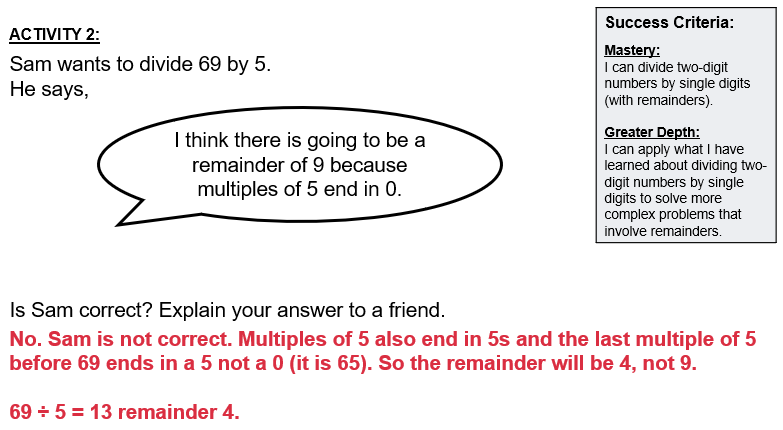 ACTIVITY 2:
Sam wants to divide 69 by 5.
He says,
I think there is going to be a
remainder of 9 because
multiples of 5 end in 0.
Success Criteria:
Mastery:
I can divide two-digit
numbers by single digits
(with remainders).
Greater Depth:
I can apply what I have
learned about dividing two-
digit numbers by single
digits to solve more
complex problems that
involve remainders.
Is Sam correct? Explain your answer to a friend.
No. Sam is not correct. Multiples of 5 also end in 5s and the last multiple of 5
before 69 ends in a 5 not a 0 (it is 65). So the remainder will be 4, not 9.
69 ÷ 5 = 13 remainder 4.